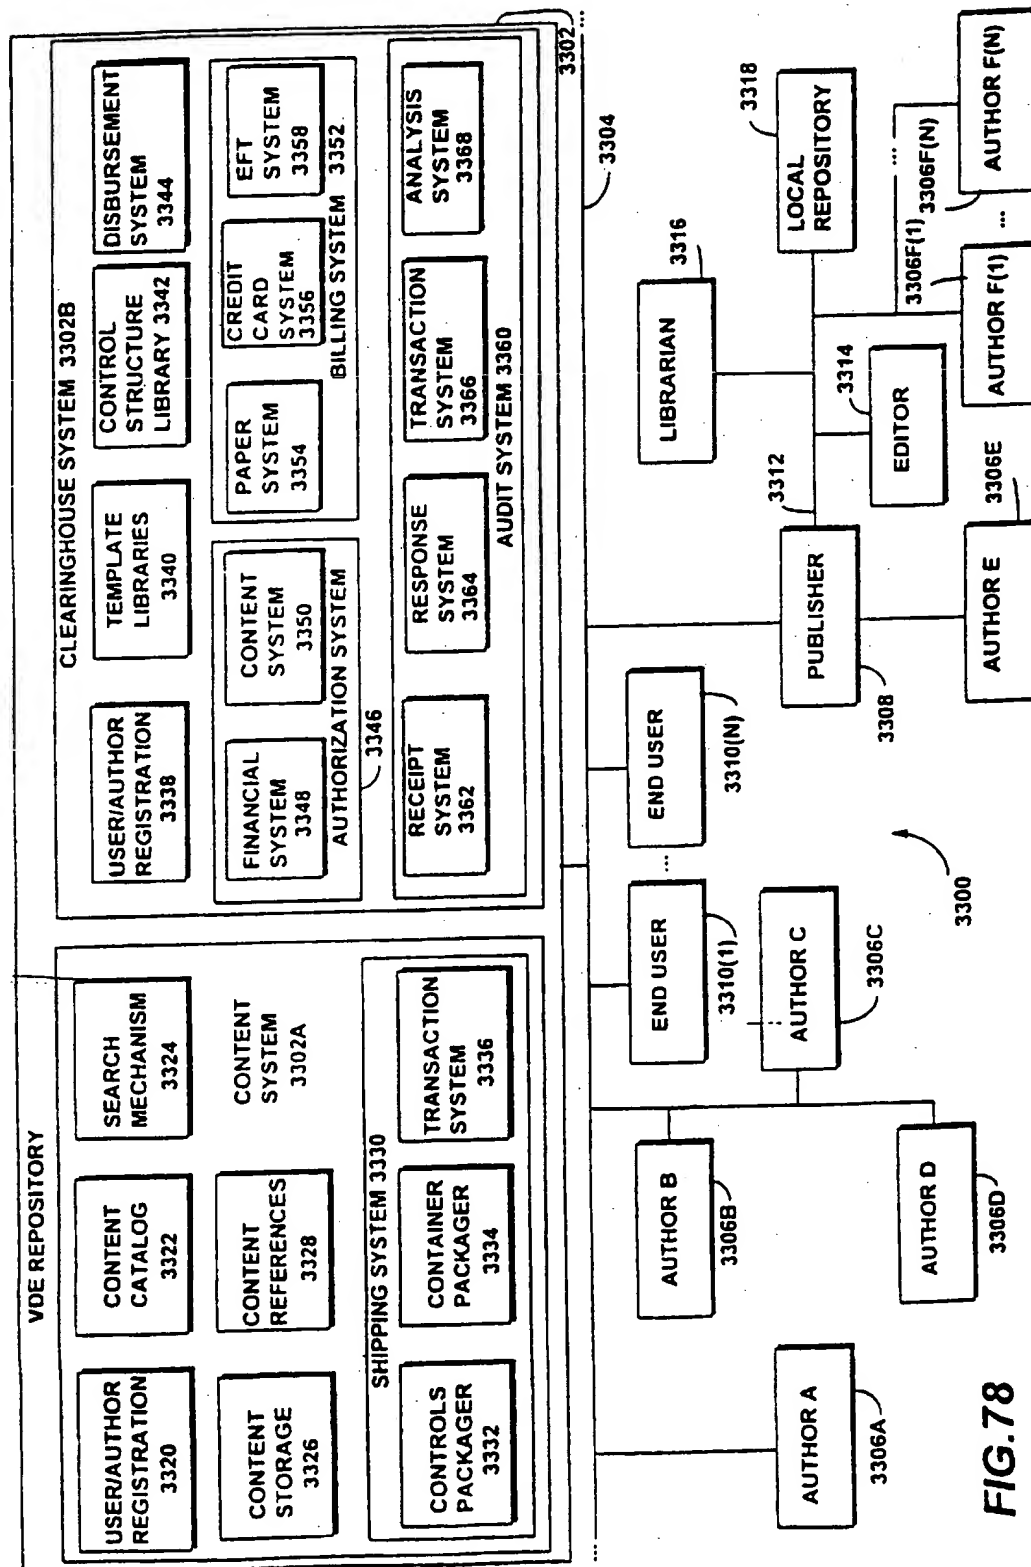 VDE REPOSITORY
3302
USER/AUTHOR
REGISTRATION
3320
CONTENT
CATALOG
3322
SEARCH
MECHANISM
3324
CONTENT
STORAGE
3326
CONTENT
REFERENCES
3328
CONTENT
SYSTEM
3302A
SHIPPING SYSTEM 3330
CONTROLS
PACKAGER
3332
CONTAINER
PACKAGER
3334
TRANSACTION
SYSTEM
3336
CLEARINGHOUSE SYSTEM 3302B
USER/AUTHOR
REGISTRATION
3338
TEMPLATE
LIBRARIES
3340
CONTROL
STRUCTURE
LIBRARY 3342
DISBURSEMENT
SYSTEM
3344
FINANCIAL
SYSTEM
3348
CONTENT
SYSTEM
3350
AUTHORIZATION SYSTEM
3346
PAPER
SYSTEM
3354
CREDIT
CARD
SYSTEM
3356
EFT
SYSTEM
3358
BILLING SYSTEM 3352
RECEIPT
SYSTEM
3362
RESPONSE
SYSTEM
3364
TRANSACTION
SYSTEM
3366
ANALYSIS
SYSTEM
3368
AUDIT SYSTEM 3360
3304
AUTHOR A
3306A
AUTHOR B
3306B
AUTHOR C
3306C
AUTHOR D
3306D
END USER
3310(1)
...
END USER
3310(N)
3300
PUBLISHER
3308
3312
LIBRARIAN
3316
LOCAL
REPOSITORY
3318
EDITOR
3314
AUTHOR E
3306E
AUTHOR F(1)
3306F(1)
...
AUTHOR F(N)
3306F(N)
FIG.78